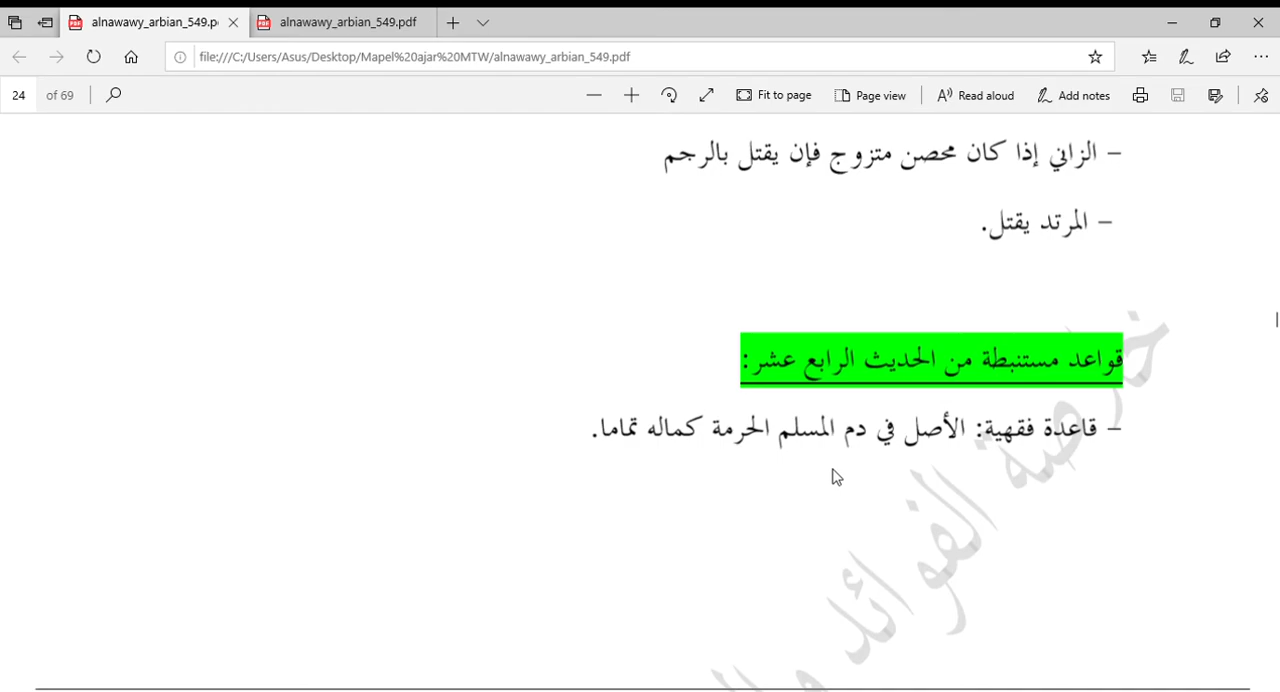 alnawawy_arbian_549.p
alnawawy_arbian_549.pdf
file:///C:/Users/Asus/Desktop/Mapel%20ajar%20MTW/alnawawy_arbian_549.pdf
24 of 69
Fit to page
Page view
Read aloud
Add notes
– الزاني إذا كان محصن متزوج فإن يقتل بالرجم
– المرتد يقتل.
قواعد مستنبطة من الحديث الرابع عشر:
– قاعدة فقهية: الأصل في دم المسلم الحرمة كماله تماما.
الفوائد